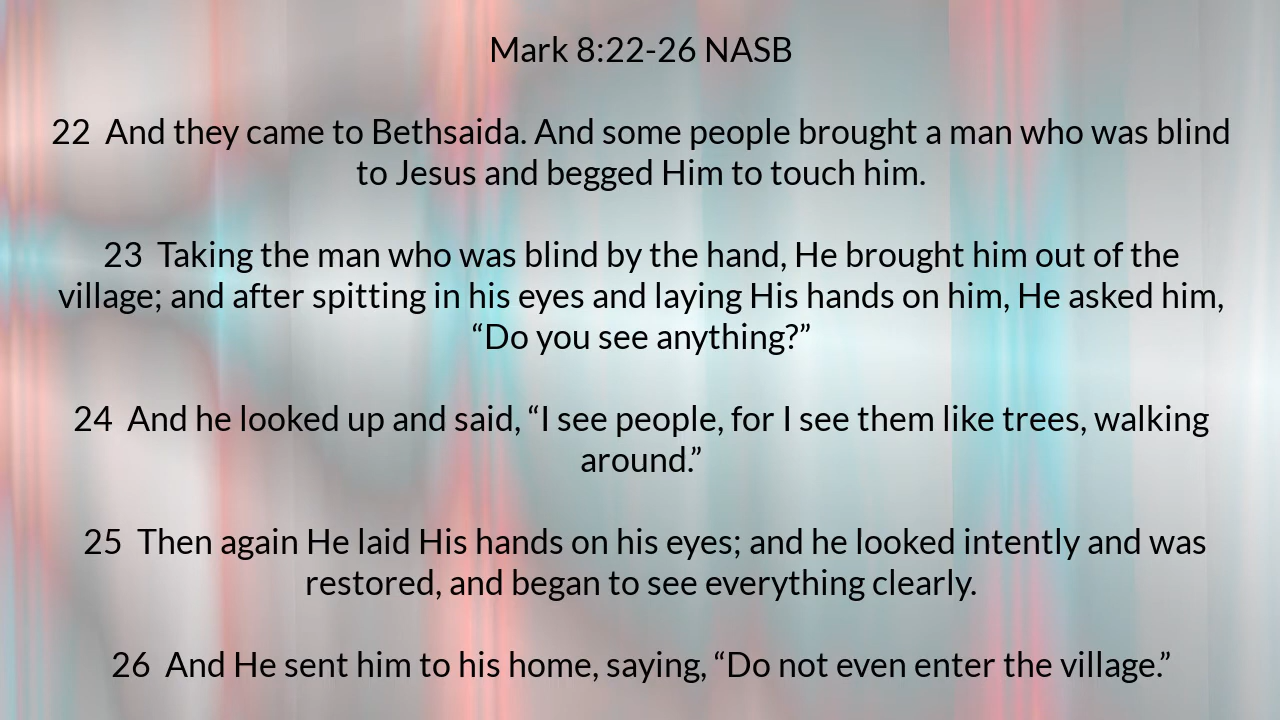 Mark 8:22-26 NASB
22  And they came to Bethsaida. And some people brought a man who was blind
to Jesus and begged Him to touch him.
23  Taking the man who was blind by the hand, He brought him out of the
village; and after spitting in his eyes and laying His hands on him, He asked him,
“Do you see anything?”
24  And he looked up and said, “I see people, for I see them like trees, walking
around.”
25  Then again He laid His hands on his eyes; and he looked intently and was
restored, and began to see everything clearly.
26  And He sent him to his home, saying, “Do not even enter the village.”